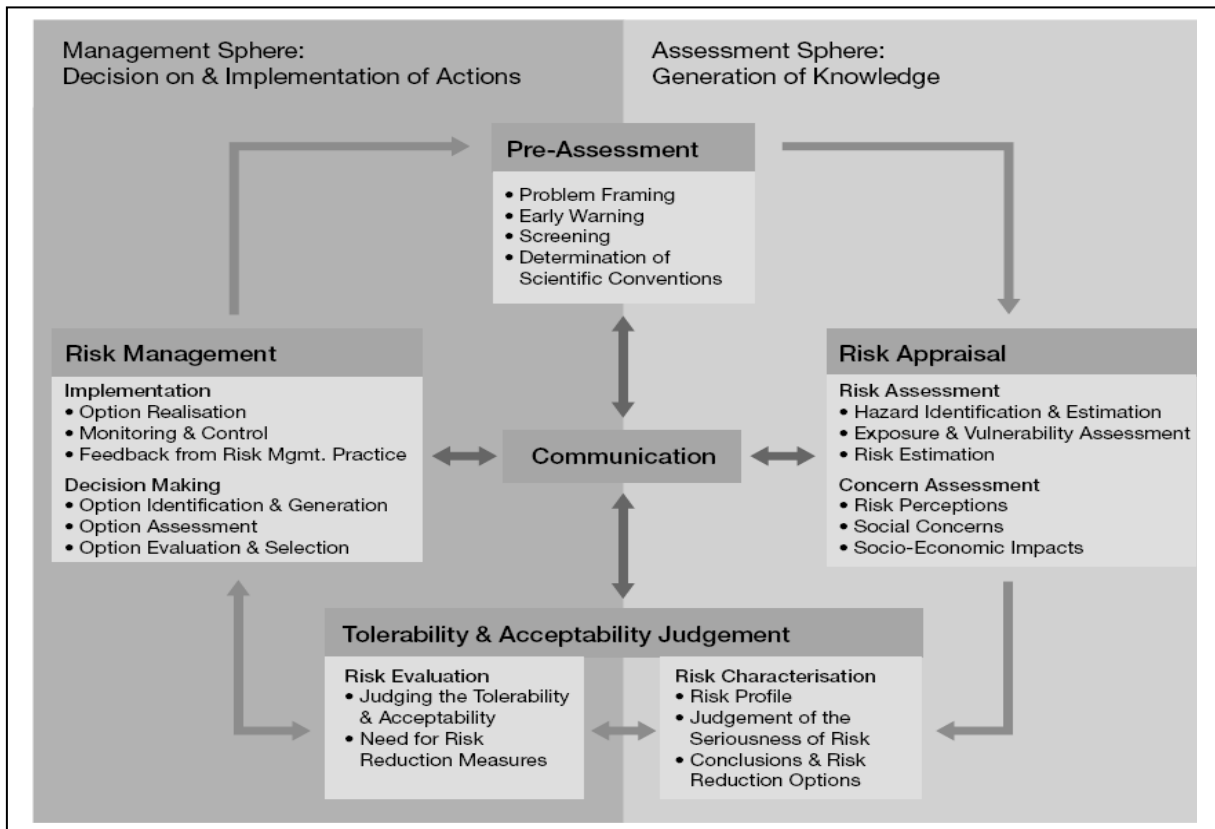 Management Sphere:
Decision on & Implementation of Actions
Assessment Sphere:
Generation of Knowledge
Pre-Assessment
• Problem Framing
• Early Warning
• Screening
• Determination of
Scientific Conventions
Risk Management
Implementation
• Option Realisation
• Monitoring & Control
• Feedback from Risk Mgmt. Practice
Decision Making
• Option Identification & Generation
• Option Assessment
• Option Evaluation & Selection
Communication
Risk Appraisal
Risk Assessment
• Hazard Identification & Estimation
• Exposure & Vulnerability Assessment
• Risk Estimation
Concern Assessment
• Risk Perceptions
• Social Concerns
• Socio-Economic Impacts
Tolerability & Acceptability Judgement
Risk Evaluation
• Judging the Tolerability
& Acceptability
• Need for Risk
Reduction Measures
Risk Characterisation
• Risk Profile
• Judgement of the
Seriousness of Risk
• Conclusions & Risk
Reduction Options